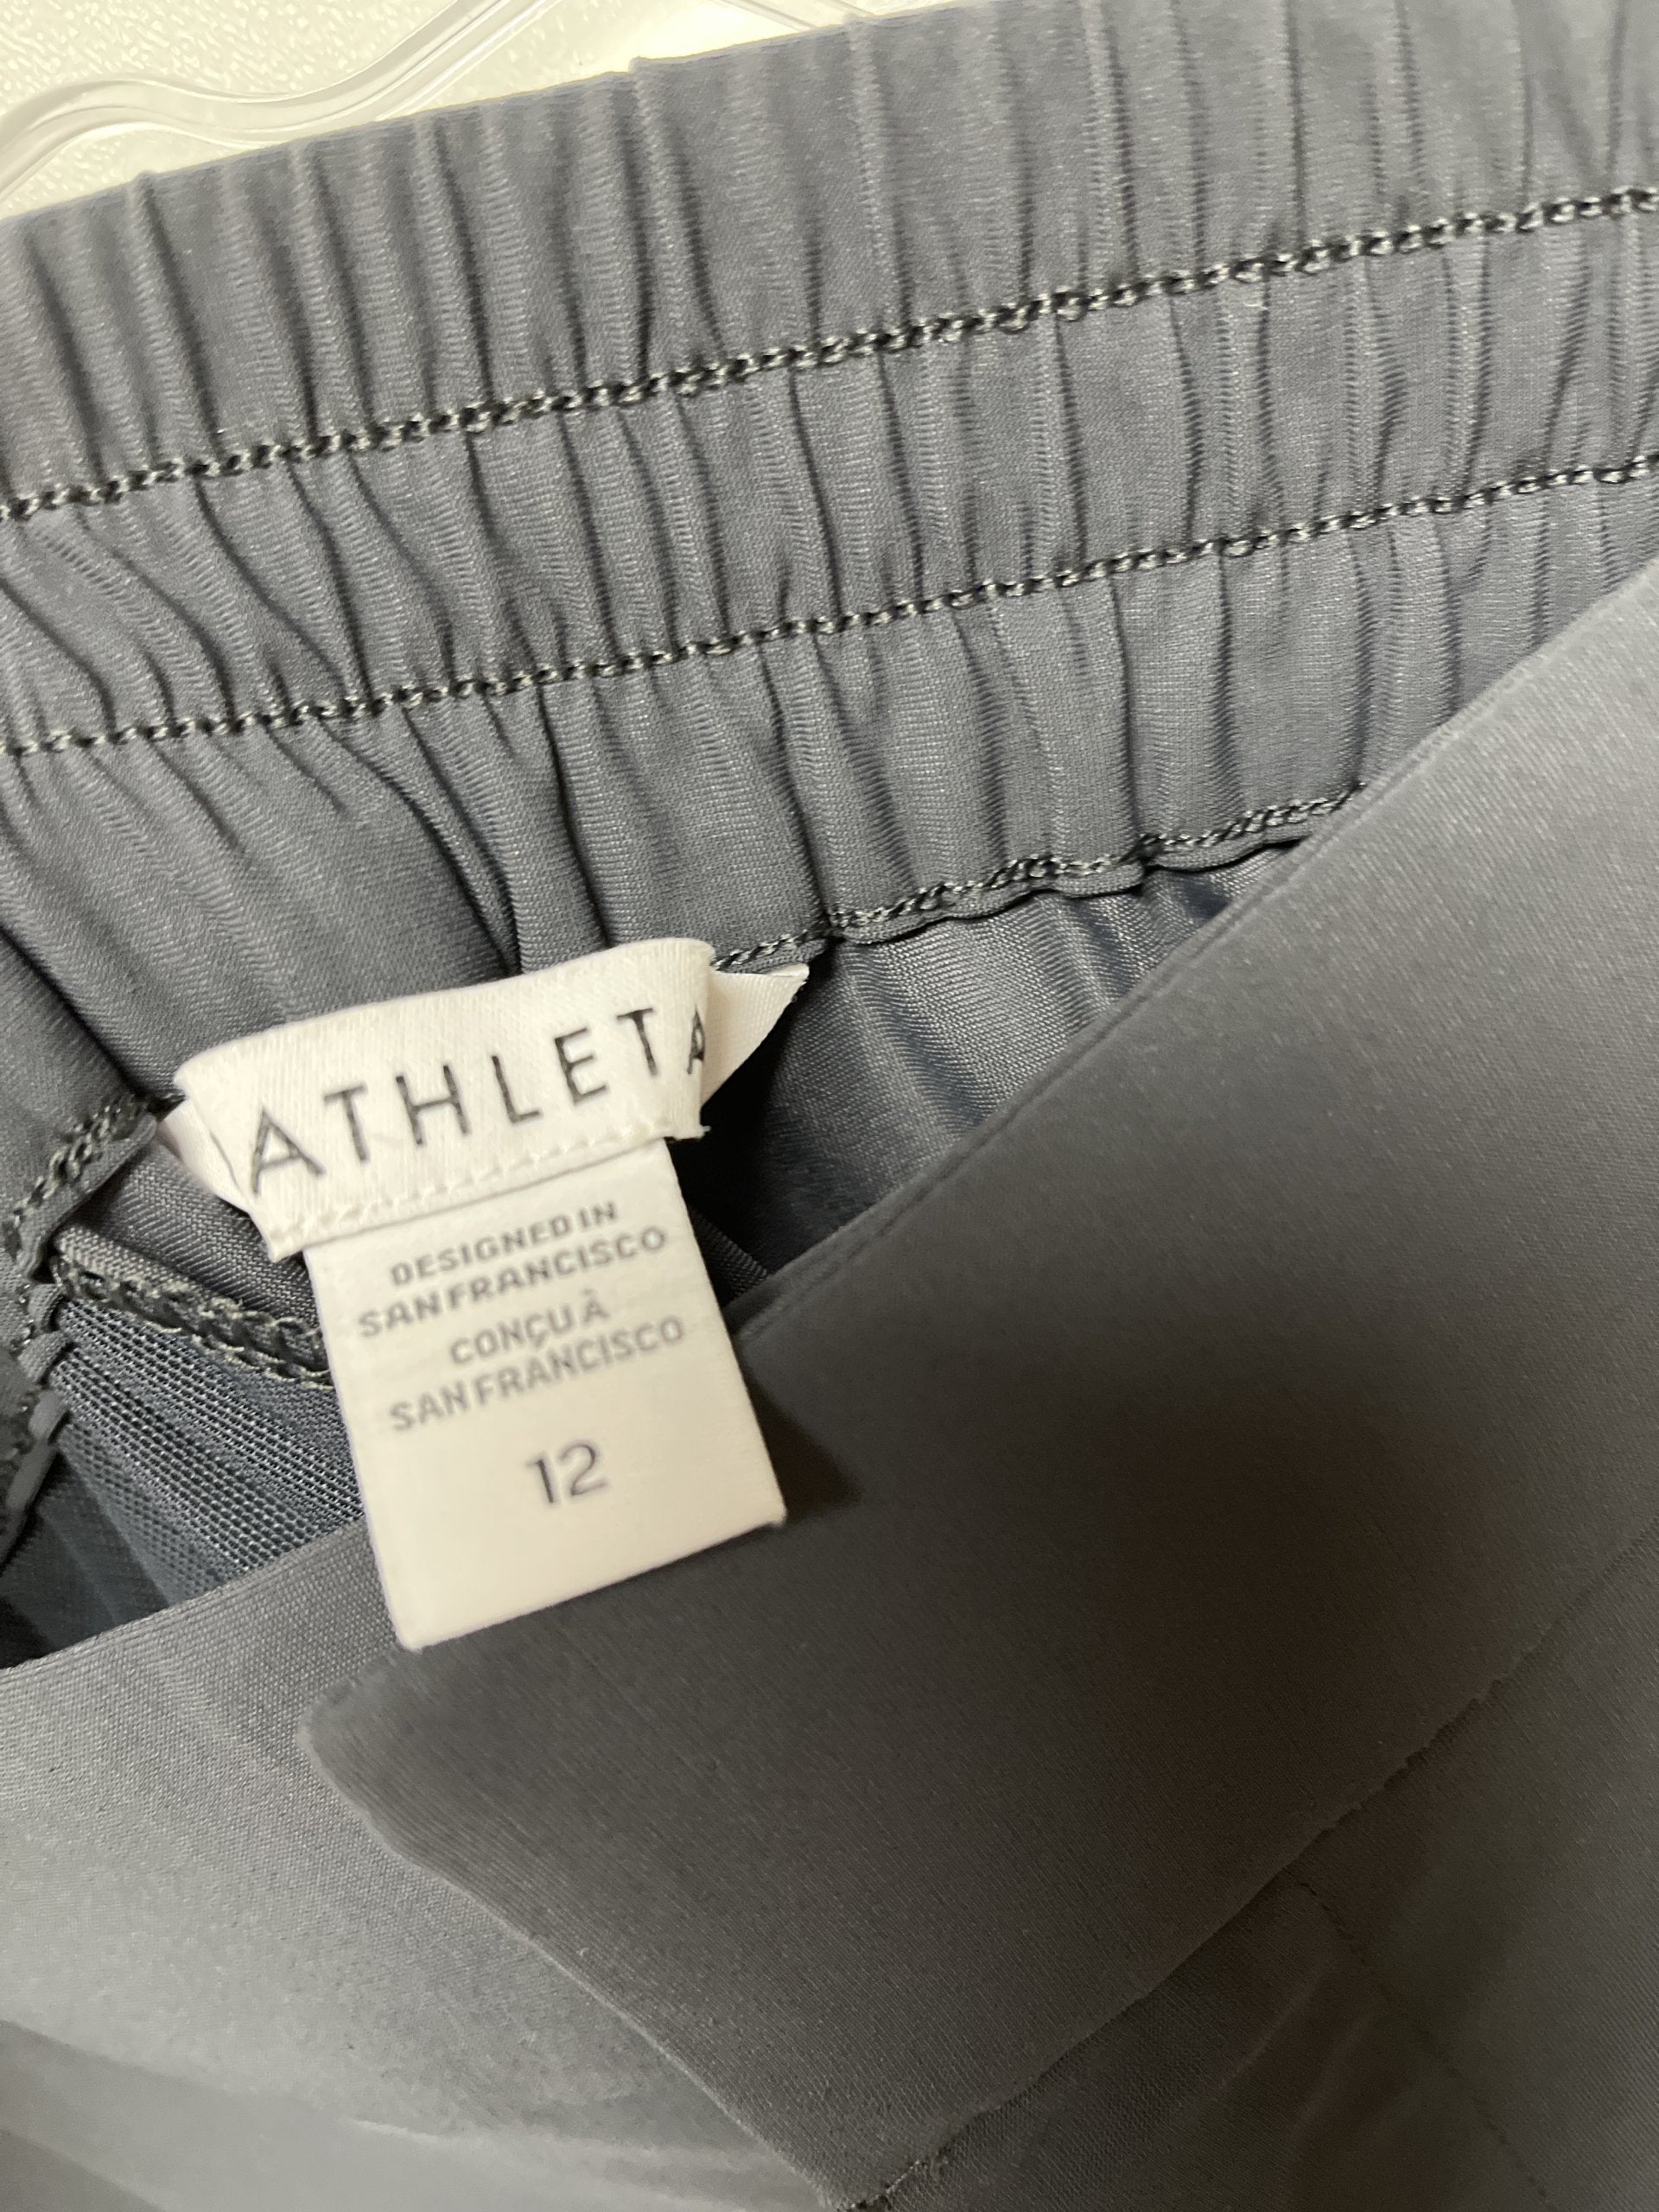 ATHLETA
DESIGNED IN
SAN FRANCISCO
CONÇU À
SAN FRANCISCO
12